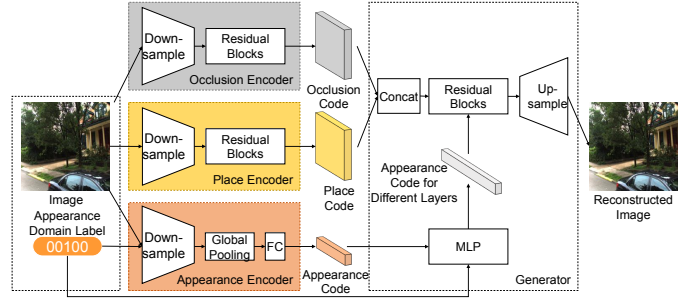 Down-
sample
Residual
Blocks
Occlusion Encoder
Occlusion
Code
Down-
sample
Residual
Blocks
Place Encoder
Place
Code
Image
Appearance
Domain Label
00100
Down-
sample
Global
Pooling
FC
Appearance Encoder
Appearance
Code
Concat
Residual
Blocks
Up-
sample
Appearance
Code for
Different Layers
MLP
Generator
Reconstructed
Image